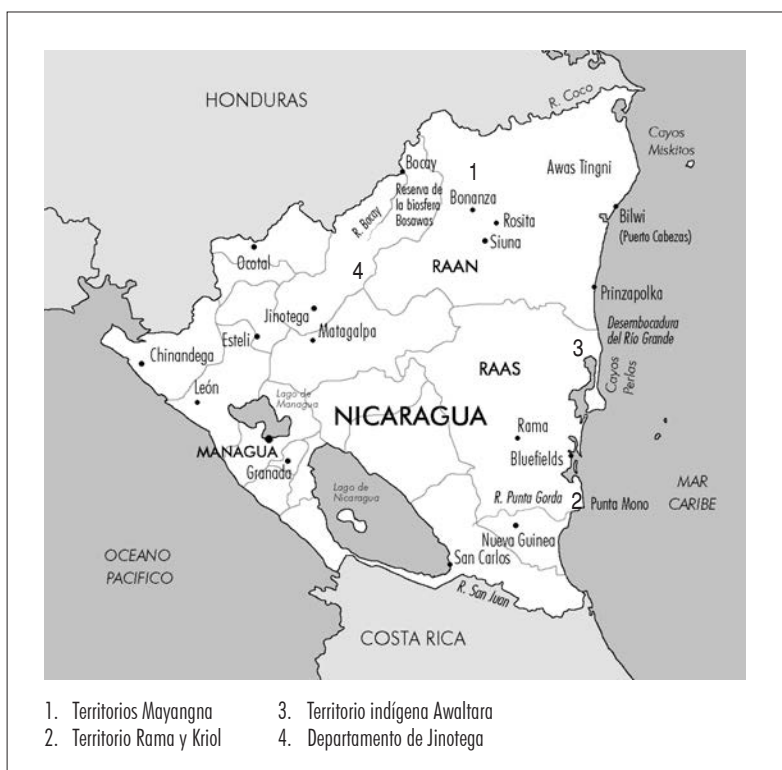 HONDURAS
R. Coco
Cayos
Miskitos
Bocay
1
Awas Tingni
Reserva de
la biosfera
Bosawas
Bonanza
R. Bocay
Rosita
Bilwi
(Puerto Cabezas)
Siuna
Ocotal
4
RAAN
Prinzapolka
Jinotega
Estelí
Matagalpa
Desembocadura
del Río Grande
Chinandega
3
RAAS
Cayos
Perlas
León
Lago de
Managua
NICARAGUA
Rama
MANAGUA
Bluefields
Granada
MAR
CARIBE
Lago de
Nicaragua
R. Punta Gorda
2
Punta Mono
Nueva Guinea
OCEANO
PACIFICO
San Carlos
R. San Juan
COSTA RICA
1. Territorios Mayangna
2. Territorio Rama y Kriol
3. Territorio indígena Awaltara
4. Departamento de Jinotega